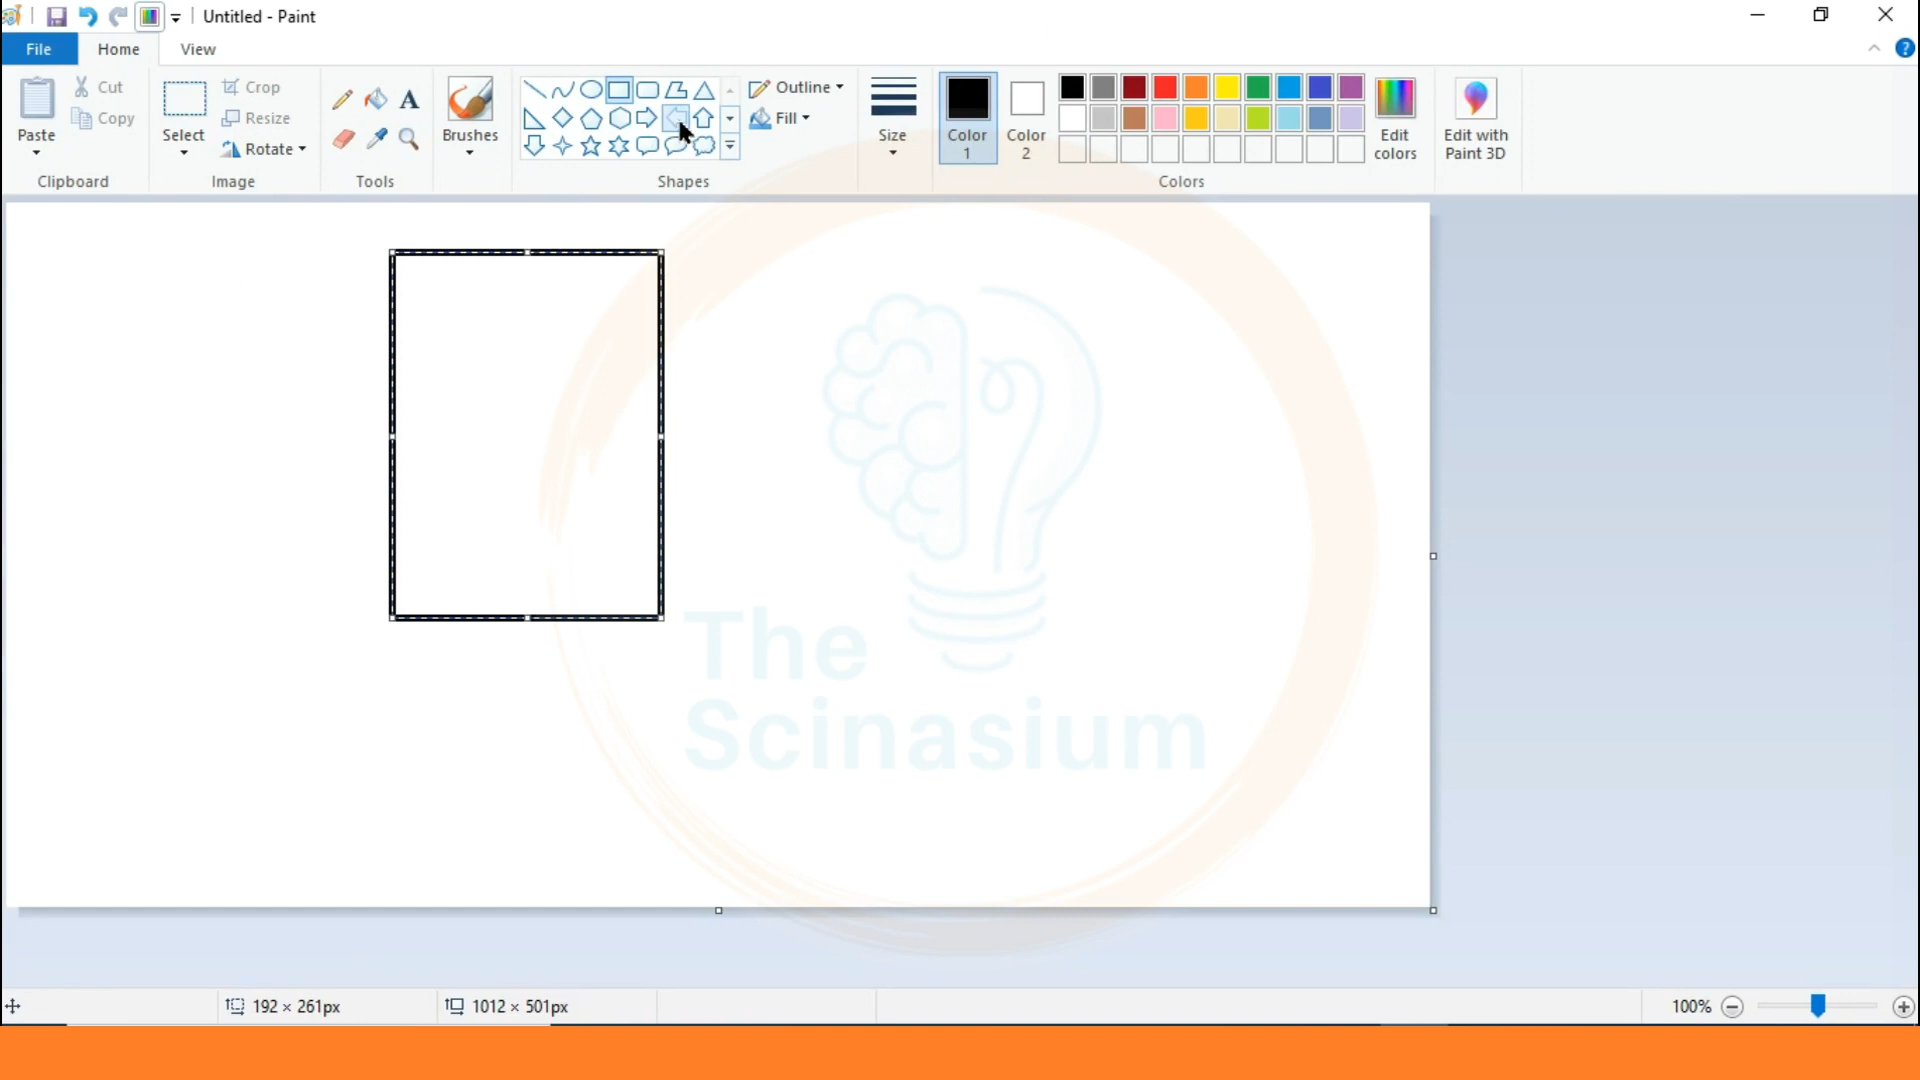 Untitled - Paint
File Home View
Paste
Cut
Copy
Clipboard
Select
Crop
Resize
Rotate
Image
A
Tools
Brushes
Shapes
Outline
Fill
Size
Color 1
Color 2
Edit colors
Colors
Edit with Paint 3D
?
The
Scinasium
192 × 261px
1012 × 501px
100%